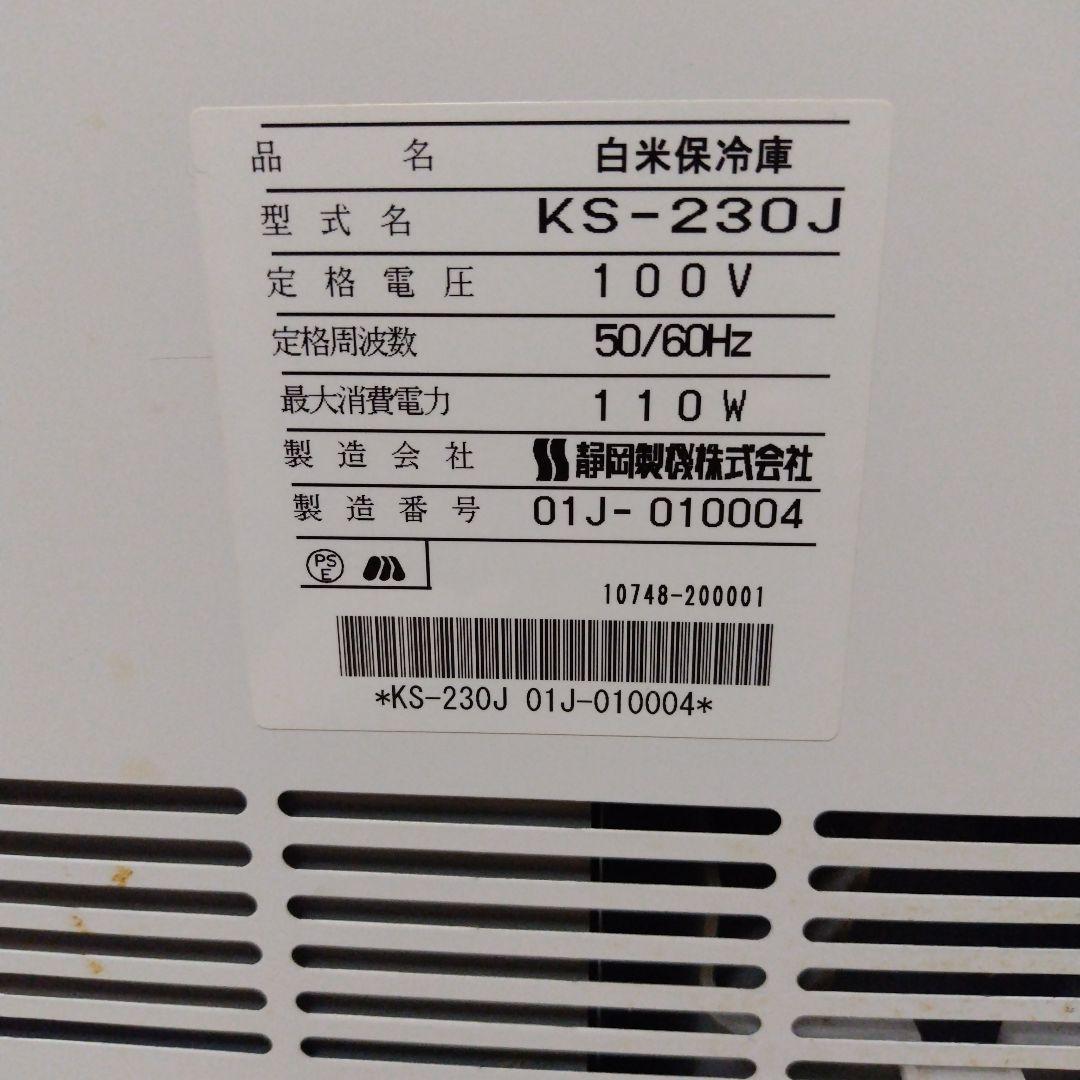 品名 白米保冷庫
型式名 KS-230J
定格電圧 100V
定格周波数 50/60Hz
最大消費電力 110W
製造会社 静岡製機株式会社
製造番号 01J-010004
PS
E
10748-200001
*KS-230J 01J-010004*